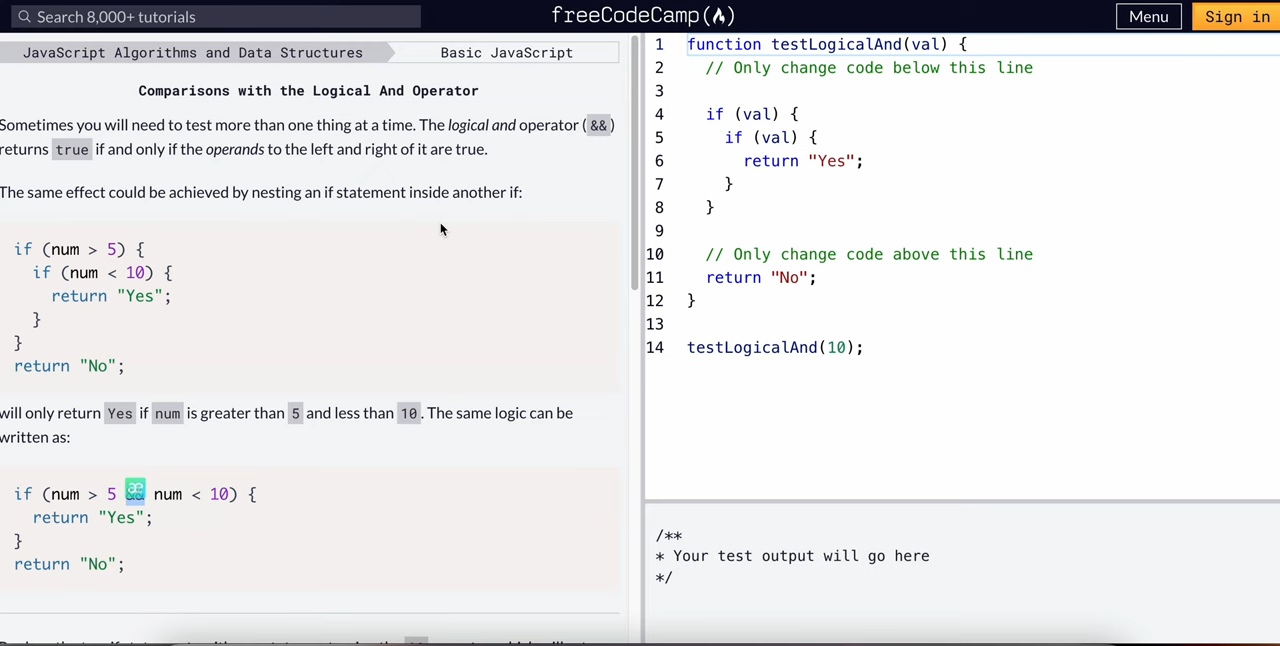 Search 8,000+ tutorials
freeCodeCamp
Menu
Sign in
JavaScript Algorithms and Data Structures
Basic JavaScript
Comparisons with the Logical And Operator
Sometimes you will need to test more than one thing at a time. The logical and operator (&&)
returns true if and only if the operands to the left and right of it are true.
The same effect could be achieved by nesting an if statement inside another if:
if (num > 5) {
if (num < 10) {
return "Yes";
}
}
return "No";
will only return Yes if num is greater than 5 and less than 10. The same logic can be
written as:
if (num > 5 num < 10) {
return "Yes";
}
return "No";
1 function testLogicalAnd(val) {
2 // Only change code below this line
3
4 if (val) {
5 if (val) {
6 return "Yes";
7 }
8 }
9
10 // Only change code above this line
11 return "No";
12 }
13
14 testLogicalAnd(10);
/**
* Your test output will go here
*/